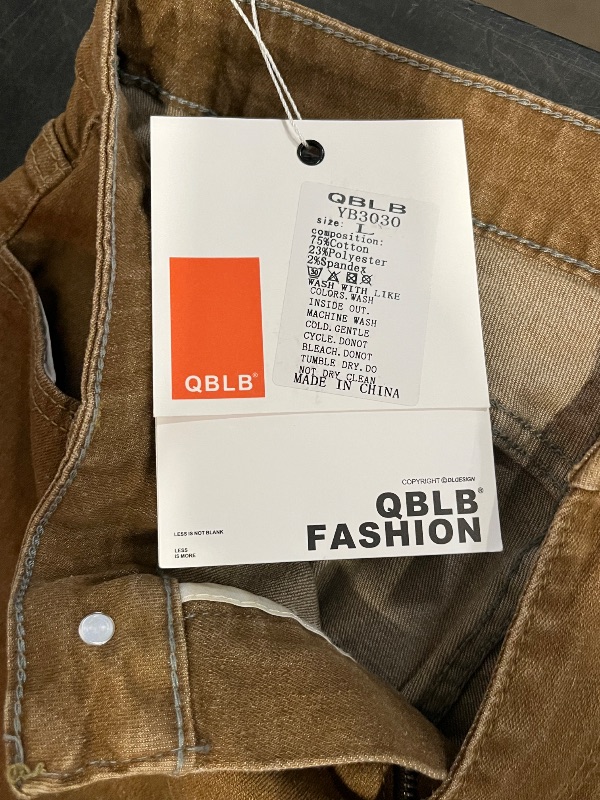 QBLB
YB3030
size: L
composition:
75%Cotton
23%Polyester
2%Spandex
30
WASH WITH LIKE
COLORS. WASH
INSIDE OUT.
MACHINE WASH
COLD. GENTLE
CYCLE. DONOT
BLEACH. DONOT
TUMBLE DRY. DO
NOT DRY CLEAN
MADE IN CHINA
QBLB®
COPYRIGHT ©DLDESIGN
QBLB®
FASHION
LESS IS NOT BLANK
LESS
IS MORE